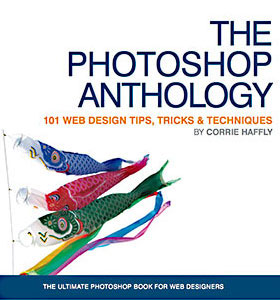 THE
PHOTOSHOP
ANTHOLOGY
101 WEB DESIGN TIPS, TRICKS & TECHNIQUES
BY CORRIE HAFFLY
THE ULTIMATE PHOTOSHOP BOOK FOR WEB DESIGNERS